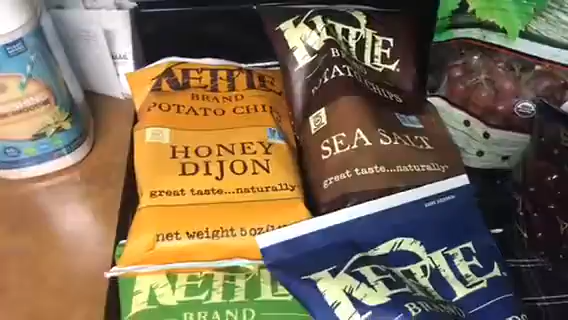 KETTLE
BRAND
POTATO CHIPS
HONEY
DIJON
great taste...naturally
net weight 5 oz
KETTLE
POTATO CHIPS
SEA SALT
great taste...naturally
KETTLE
BRAND
KETTLE
BRAND